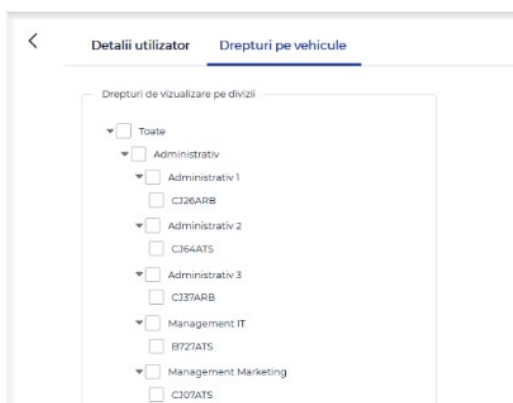 Detalii utilizator Drepturi pe vehicule
Drepturi de vizualizare pe divizii
Toate
Administrativ
Administrativ 1
CJ26ARB
Administrativ 2
CJ64ATS
Administrativ 3
CJ37ARB
Management IT
B727ATS
Management Marketing
CJ07ATS